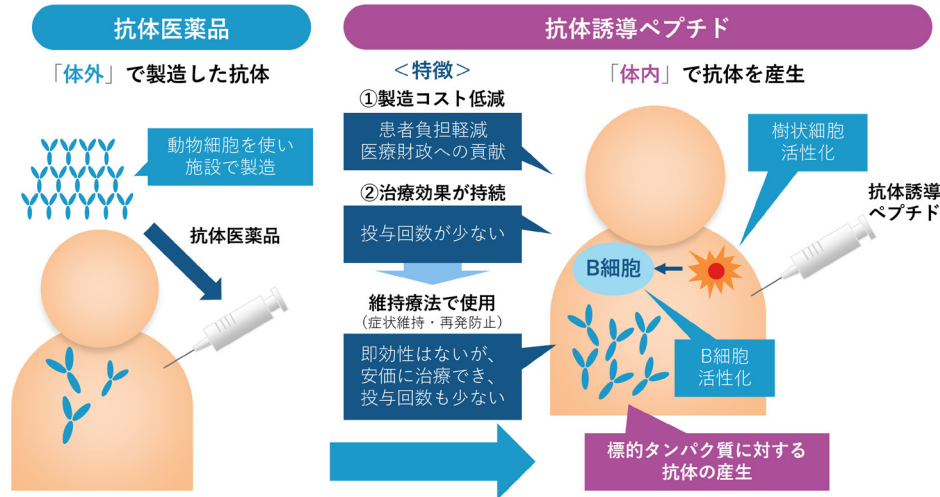 抗体医薬品
「体外」で製造した抗体
動物細胞を使い
施設で製造
抗体医薬品
抗体誘導ペプチド
＜特徴＞
①製造コスト低減
患者負担軽減
医療財政への貢献
②治療効果が持続
投与回数が少ない
維持療法で使用
（症状維持・再発防止）
即効性はないが、
安価に治療でき、
投与回数も少ない
「体内」で抗体を産生
樹状細胞
活性化
抗体誘導
ペプチド
B細胞
B細胞
活性化
標的タンパク質に対する
抗体の産生